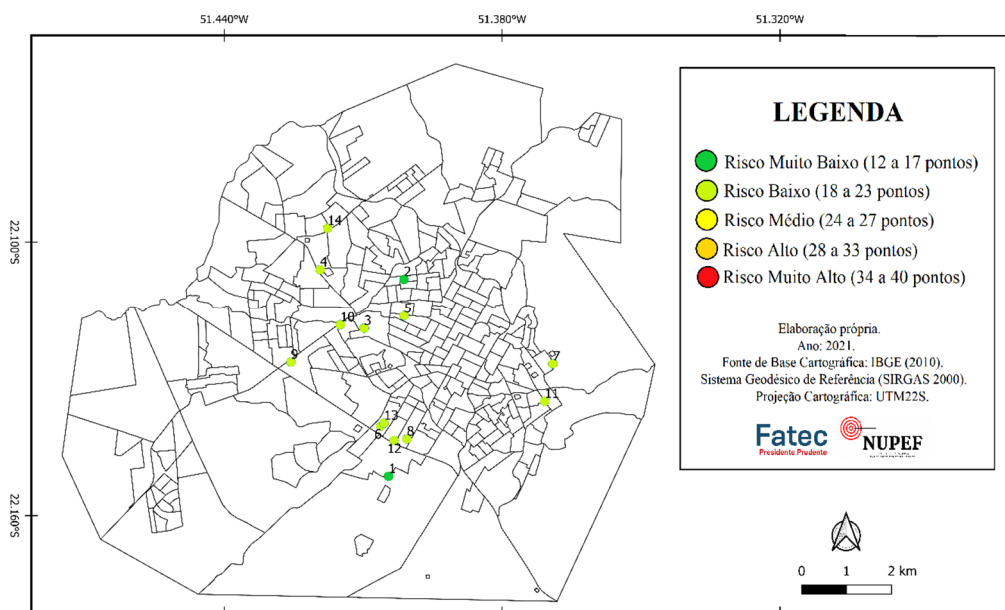 51.440°W
51.380°W
51.320°W
22.100°S
22.160°S
14
4
2
10
3
5
9
7
11
13
6
12
8
1
LEGENDA
Risco Muito Baixo (12 a 17 pontos)
Risco Baixo (18 a 23 pontos)
Risco Médio (24 a 27 pontos)
Risco Alto (28 a 33 pontos)
Risco Muito Alto (34 a 40 pontos)
Elaboração própria.
Ano: 2021.
Fonte de Base Cartográfica: IBGE (2010).
Sistema Geodésico de Referência (SIRGAS 2000).
Projeção Cartográfica: UTM22S.
Fatec
Presidente Prudente
NUPEF
0 1 2 km